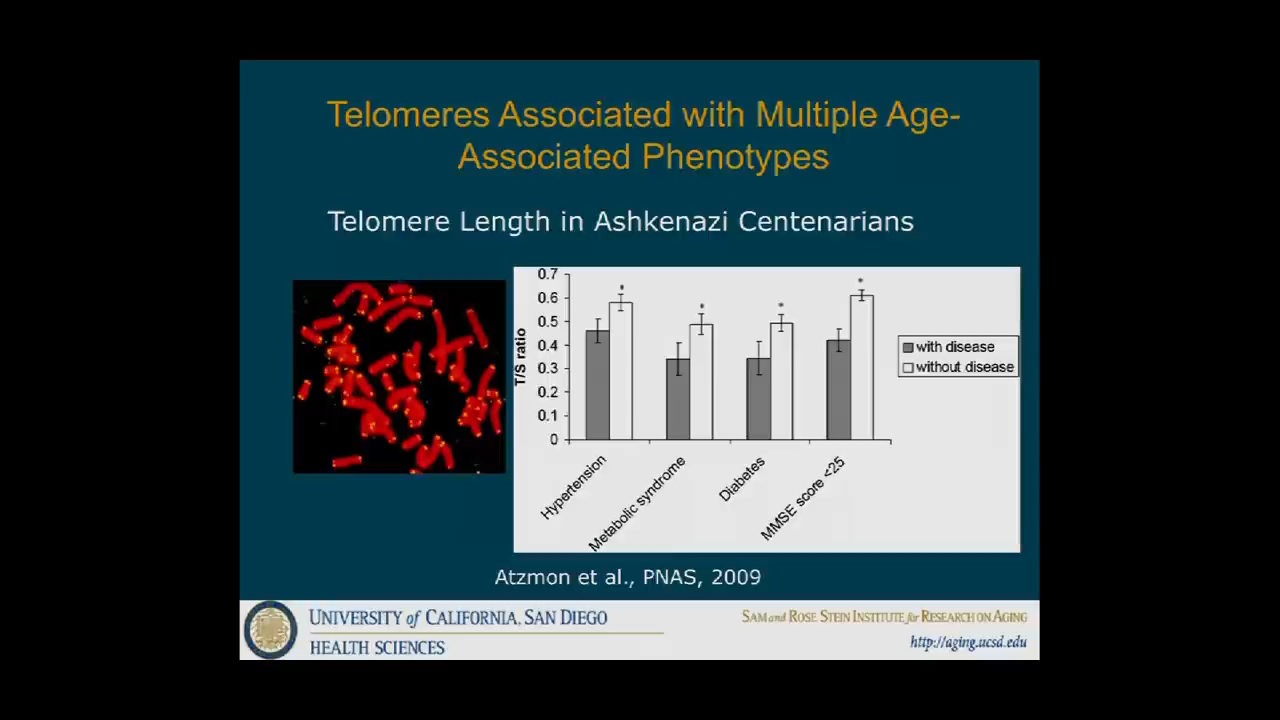 Telomeres Associated with Multiple Age-
Associated Phenotypes
Telomere Length in Ashkenazi Centenarians
T/S ratio
0.7
0.6
0.5
0.4
0.3
0.2
0.1
0
*
*
*
*
Hypertension
Metabolic syndrome
Diabetes
MMSE score <25
with disease
without disease
Atzmon et al., PNAS, 2009
UNIVERSITY of CALIFORNIA, SAN DIEGO
HEALTH SCIENCES
SAM and ROSE STEIN INSTITUTE for RESEARCH ON AGING
http://aging.ucsd.edu